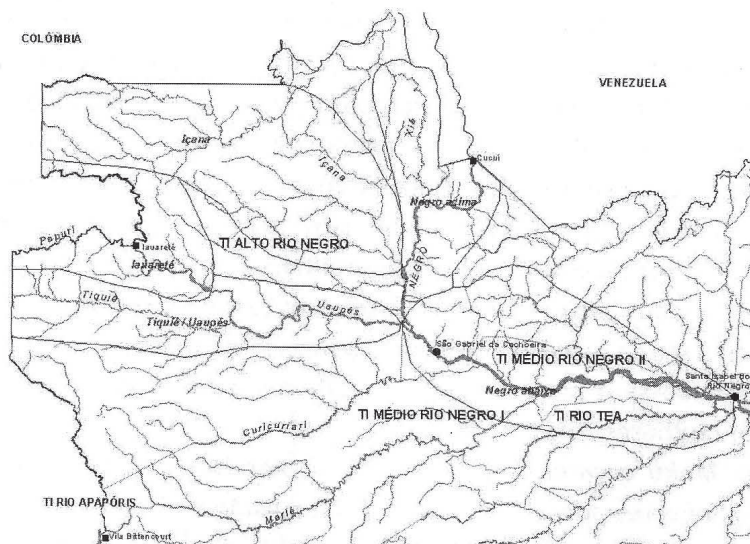 COLÔMBIA
VENEZUELA
Içana
Içana
Xié
Cucuí
Negro acima
Papuri
Iauaretê
Iauaretê
TI ALTO RIO NEGRO
NEGRO
Tiquié
Uaupés
Tiquié / Uaupés
São Gabriel da Cachoeira
TI MÉDIO RIO NEGRO II
Santa Isabel do
Rio Negro
Negro abaixo
TI MÉDIO RIO NEGRO I
TI RIO TEA
Curicuriari
TI RIO APAPÓRIS
Marié
Vila Bittancourt